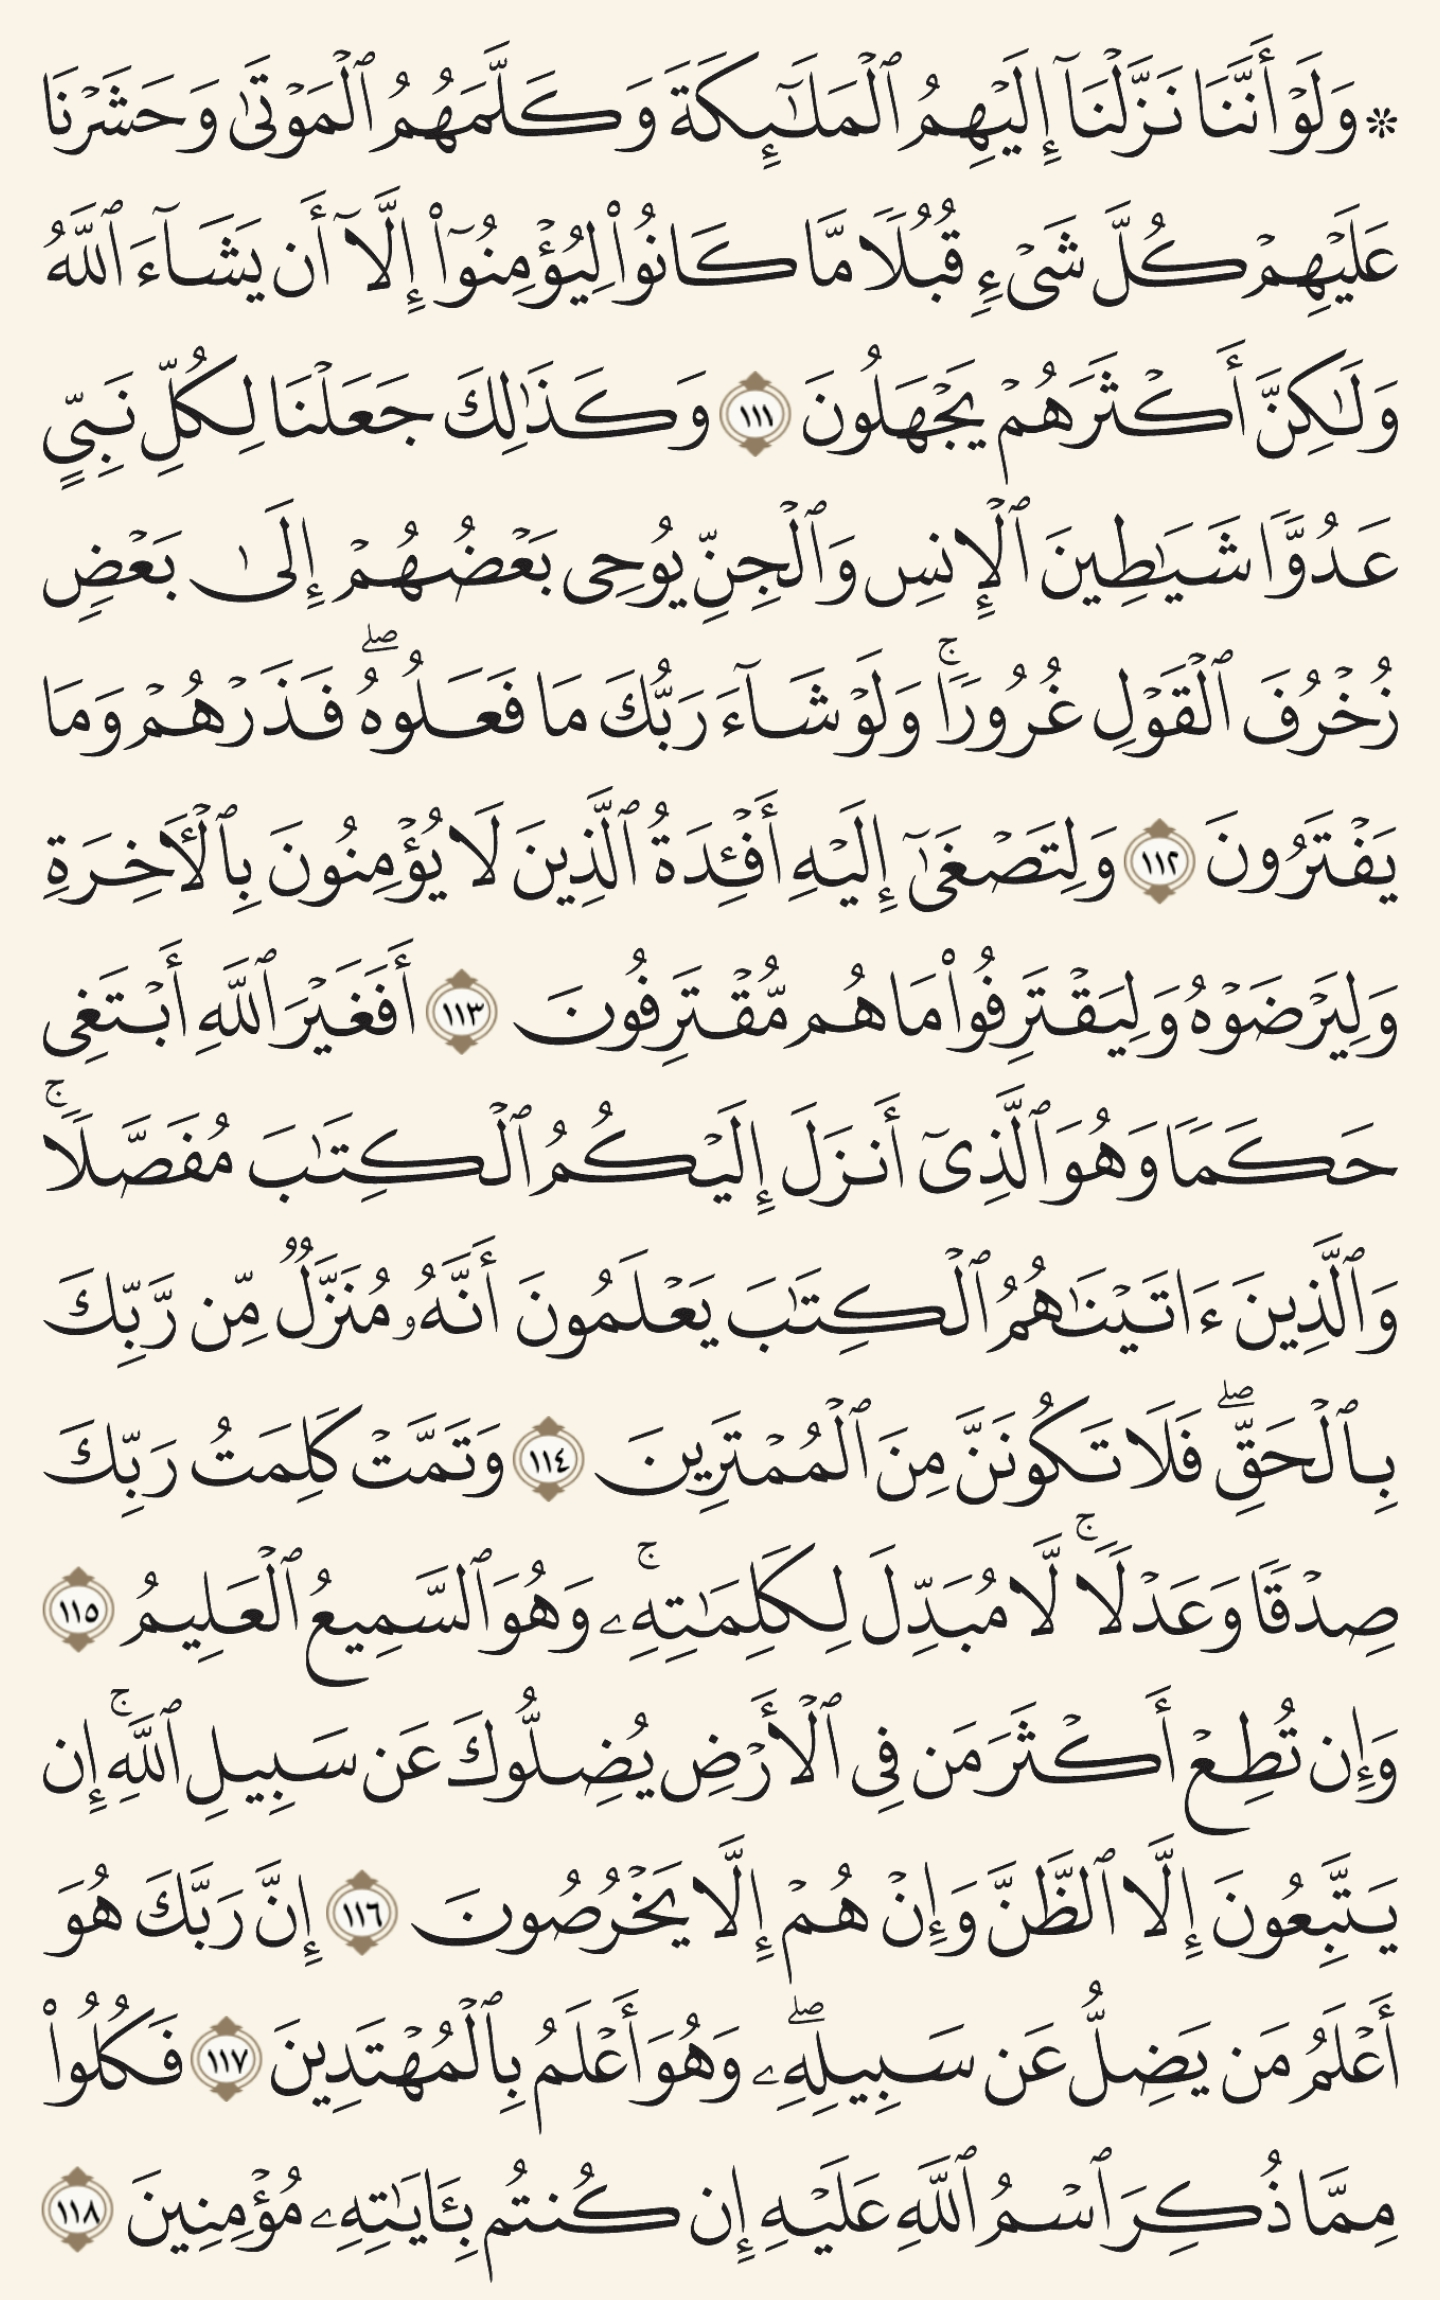 ۞ وَلَوۡ أَنَّنَا نَزَّلۡنَآ إِلَيۡهِمُ ٱلۡمَلَٰٓئِكَةَ وَكَلَّمَهُمُ ٱلۡمَوۡتَىٰ وَحَشَرۡنَا
عَلَيۡهِمۡ كُلَّ شَيۡءٖ قُبُلٗا مَّا كَانُواْ لِيُؤۡمِنُوٓاْ إِلَّآ أَن يَشَآءَ ٱللَّهُ
وَلَٰكِنَّ أَكۡثَرَهُمۡ يَجۡهَلُونَ ١١١ وَكَذَٰلِكَ جَعَلۡنَا لِكُلِّ نَبِيٍّ
عَدُوّٗا شَيَٰطِينَ ٱلۡإِنسِ وَٱلۡجِنِّ يُوحِي بَعۡضُهُمۡ إِلَىٰ بَعۡضٖ
زُخۡرُفَ ٱلۡقَوۡلِ غُرُورٗاۚ وَلَوۡ شَآءَ رَبُّكَ مَا فَعَلُوهُۖ فَذَرۡهُمۡ وَمَا
يَفۡتَرُونَ ١١٢ وَلِتَصۡغَىٰٓ إِلَيۡهِ أَفۡـِٔدَةُ ٱلَّذِينَ لَا يُؤۡمِنُونَ بِٱلۡأٓخِرَةِ
وَلِيَرۡضَوۡهُ وَلِيَقۡتَرِفُواْ مَا هُم مُّقۡتَرِفُونَ ١١٣ أَفَغَيۡرَ ٱللَّهِ أَبۡتَغِي
حَكَمٗا وَهُوَ ٱلَّذِيٓ أَنزَلَ إِلَيۡكُمُ ٱلۡكِتَٰبَ مُفَصَّلٗاۚ
وَٱلَّذِينَ ءَاتَيۡنَٰهُمُ ٱلۡكِتَٰبَ يَعۡلَمُونَ أَنَّهُۥ مُنَزَّلٞ مِّن رَّبِّكَ
بِٱلۡحَقِّۖ فَلَا تَكُونَنَّ مِنَ ٱلۡمُمۡتَرِينَ ١١٤ وَتَمَّتۡ كَلِمَتُ رَبِّكَ
صِدۡقٗا وَعَدۡلٗاۚ لَّا مُبَدِّلَ لِكَلِمَٰتِهِۦۚ وَهُوَ ٱلسَّمِيعُ ٱلۡعَلِيمُ ١١٥
وَإِن تُطِعۡ أَكۡثَرَ مَن فِي ٱلۡأَرۡضِ يُضِلُّوكَ عَن سَبِيلِ ٱللَّهِۚ إِن
يَتَّبِعُونَ إِلَّا ٱلظَّنَّ وَإِنۡ هُمۡ إِلَّا يَخۡرُصُونَ ١١٦ إِنَّ رَبَّكَ هُوَ
أَعۡلَمُ مَن يَضِلُّ عَن سَبِيلِهِۦۖ وَهُوَ أَعۡلَمُ بِٱلۡمُهۡتَدِينَ ١١٧ فَكُلُواْ
مِمَّا ذُكِرَ ٱسۡمُ ٱللَّهِ عَلَيۡهِ إِن كُنتُم بِـَٔايَٰتِهِۦ مُؤۡمِنِينَ ١١٨